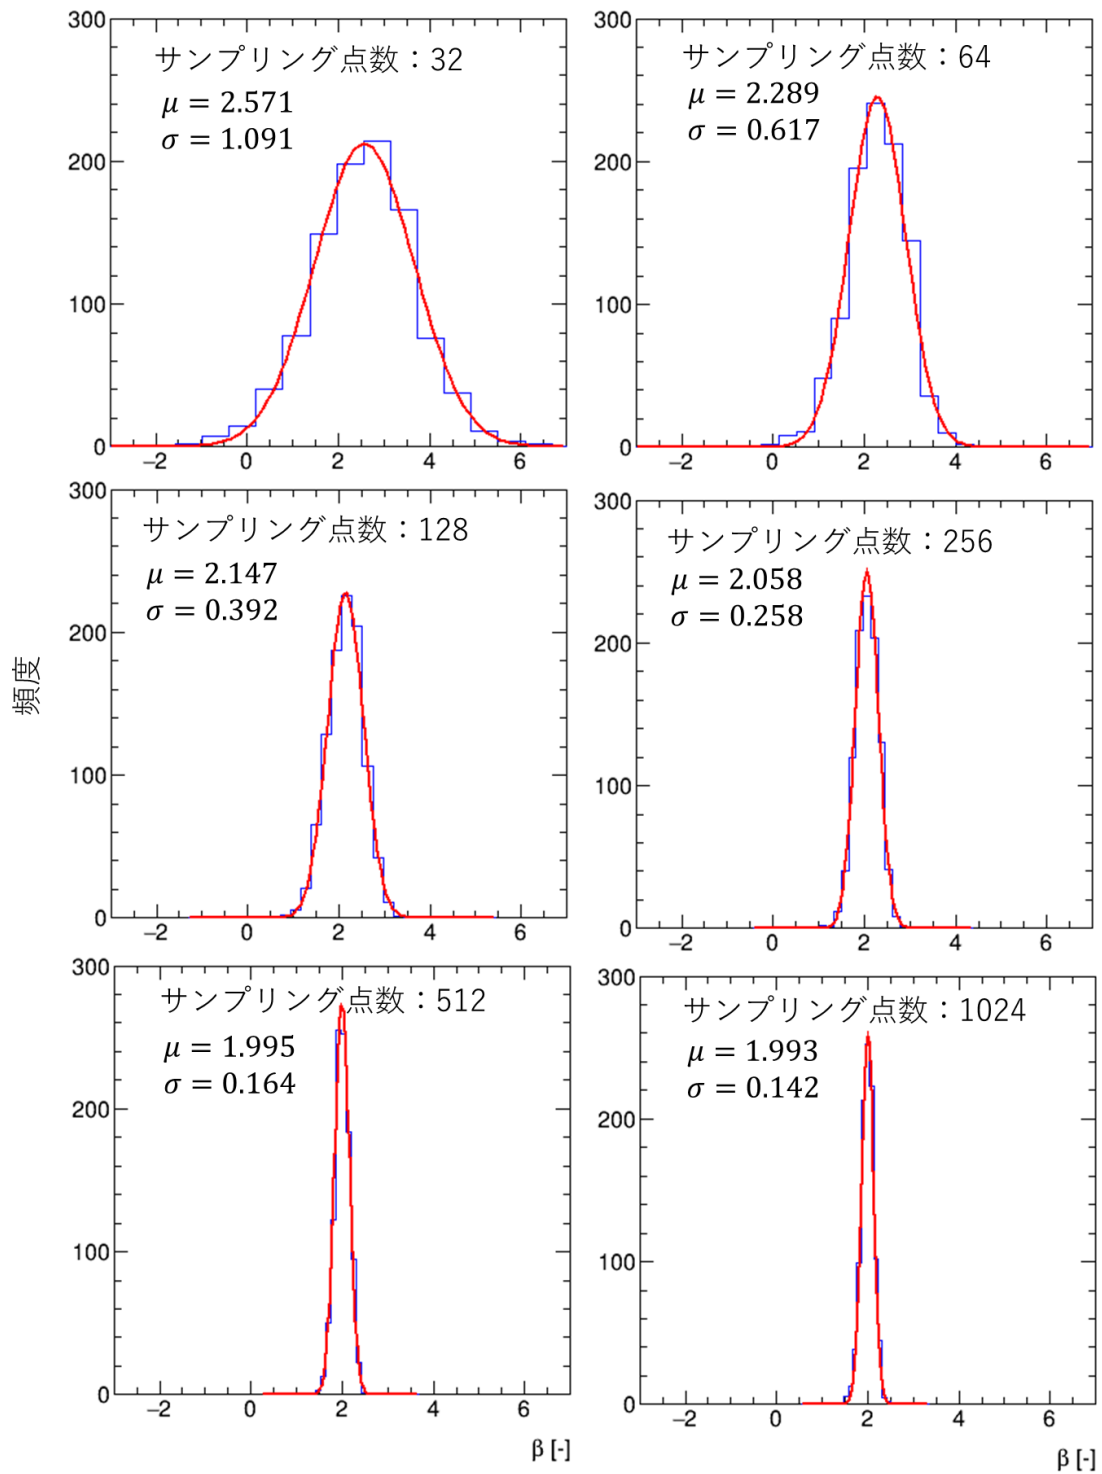 300
200
100
0
−2
0
2
4
6
サンプリング点数：32
μ = 2.571
σ = 1.091
300
200
100
0
−2
0
2
4
6
サンプリング点数：64
μ = 2.289
σ = 0.617
頻度
300
200
100
0
−2
0
2
4
6
サンプリング点数：128
μ = 2.147
σ = 0.392
300
200
100
0
−2
0
2
4
6
サンプリング点数：256
μ = 2.058
σ = 0.258
300
200
100
0
−2
0
2
4
6
サンプリング点数：512
μ = 1.995
σ = 0.164
β [-]
300
200
100
0
−2
0
2
4
6
サンプリング点数：1024
μ = 1.993
σ = 0.142
β [-]